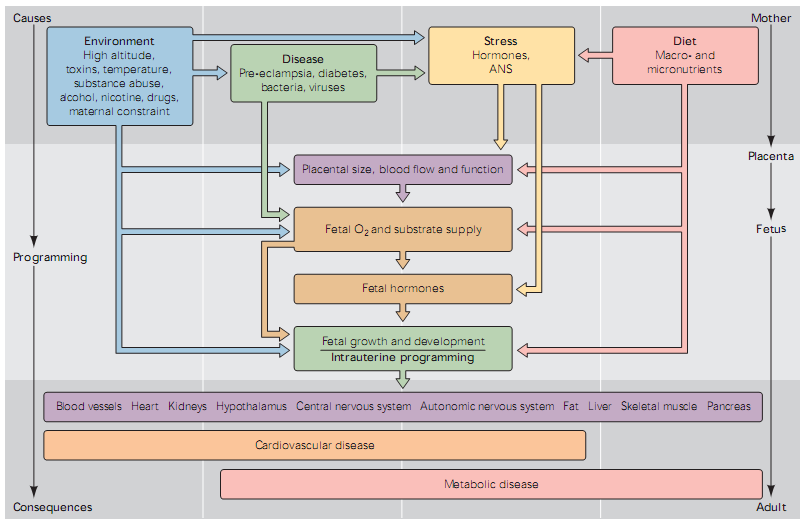 Causes
Mother
Environment
High altitude,
toxins, temperature,
substance abuse,
alcohol, nicotine, drugs,
maternal constraint
Disease
Pre-eclampsia, diabetes,
bacteria, viruses
Stress
Hormones,
ANS
Diet
Macro- and
micronutrients
Placenta
Placental size, blood flow and function
Fetal O2 and substrate supply
Fetus
Programming
Fetal hormones
Fetal growth and development
Intrauterine programming
Blood vessels Heart Kidneys Hypothalamus Central nervous system Autonomic nervous system Fat Liver Skeletal muscle Pancreas
Cardiovascular disease
Metabolic disease
Consequences
Adult